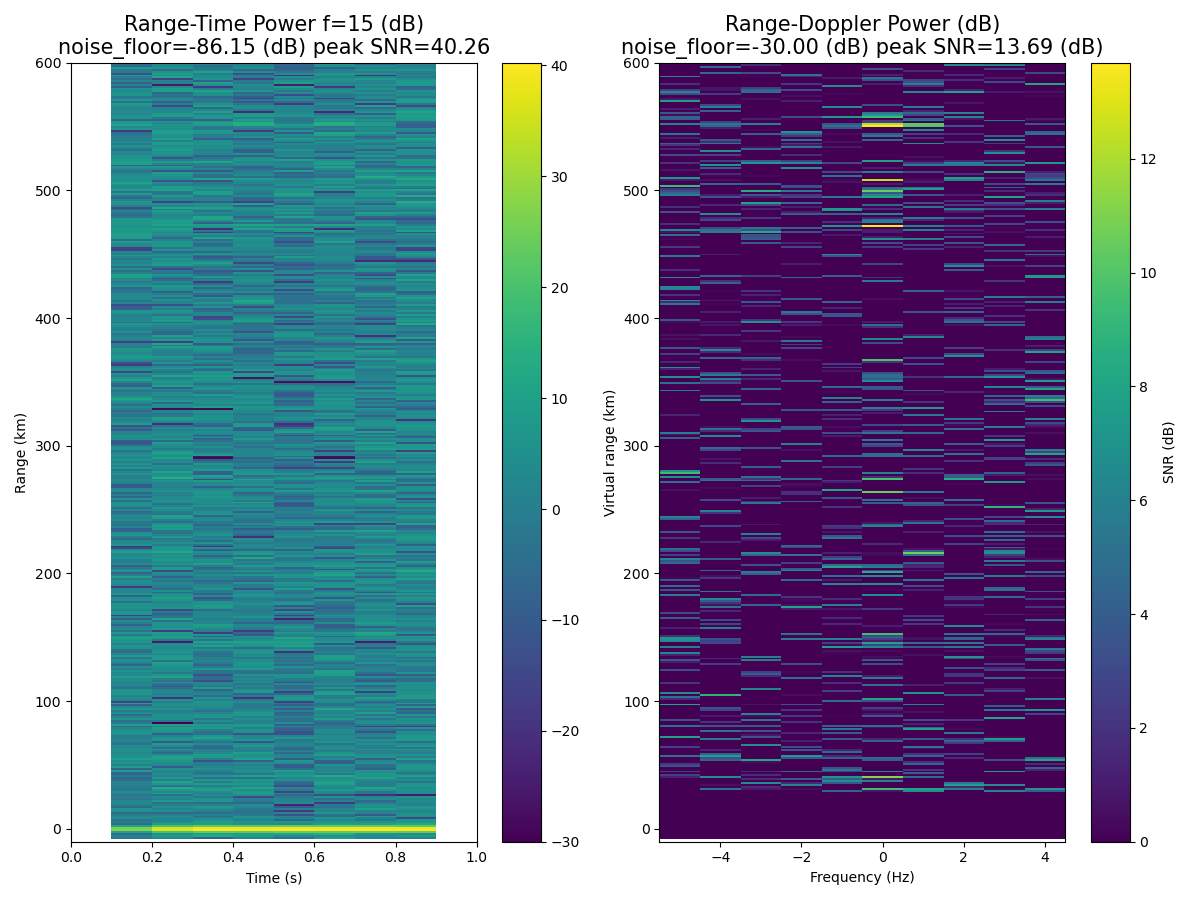 Range-Time Power f=15 (dB)
noise_floor=-86.15 (dB) peak SNR=40.26
Range (km)
600
500
400
300
200
100
0
0.0 0.2 0.4 0.6 0.8 1.0
Time (s)
40
30
20
10
0
−10
−20
−30
Range-Doppler Power (dB)
noise_floor=-30.00 (dB) peak SNR=13.69 (dB)
Virtual range (km)
600
500
400
300
200
100
0
−4 −2 0 2 4
Frequency (Hz)
12
10
8
6
4
2
0
SNR (dB)